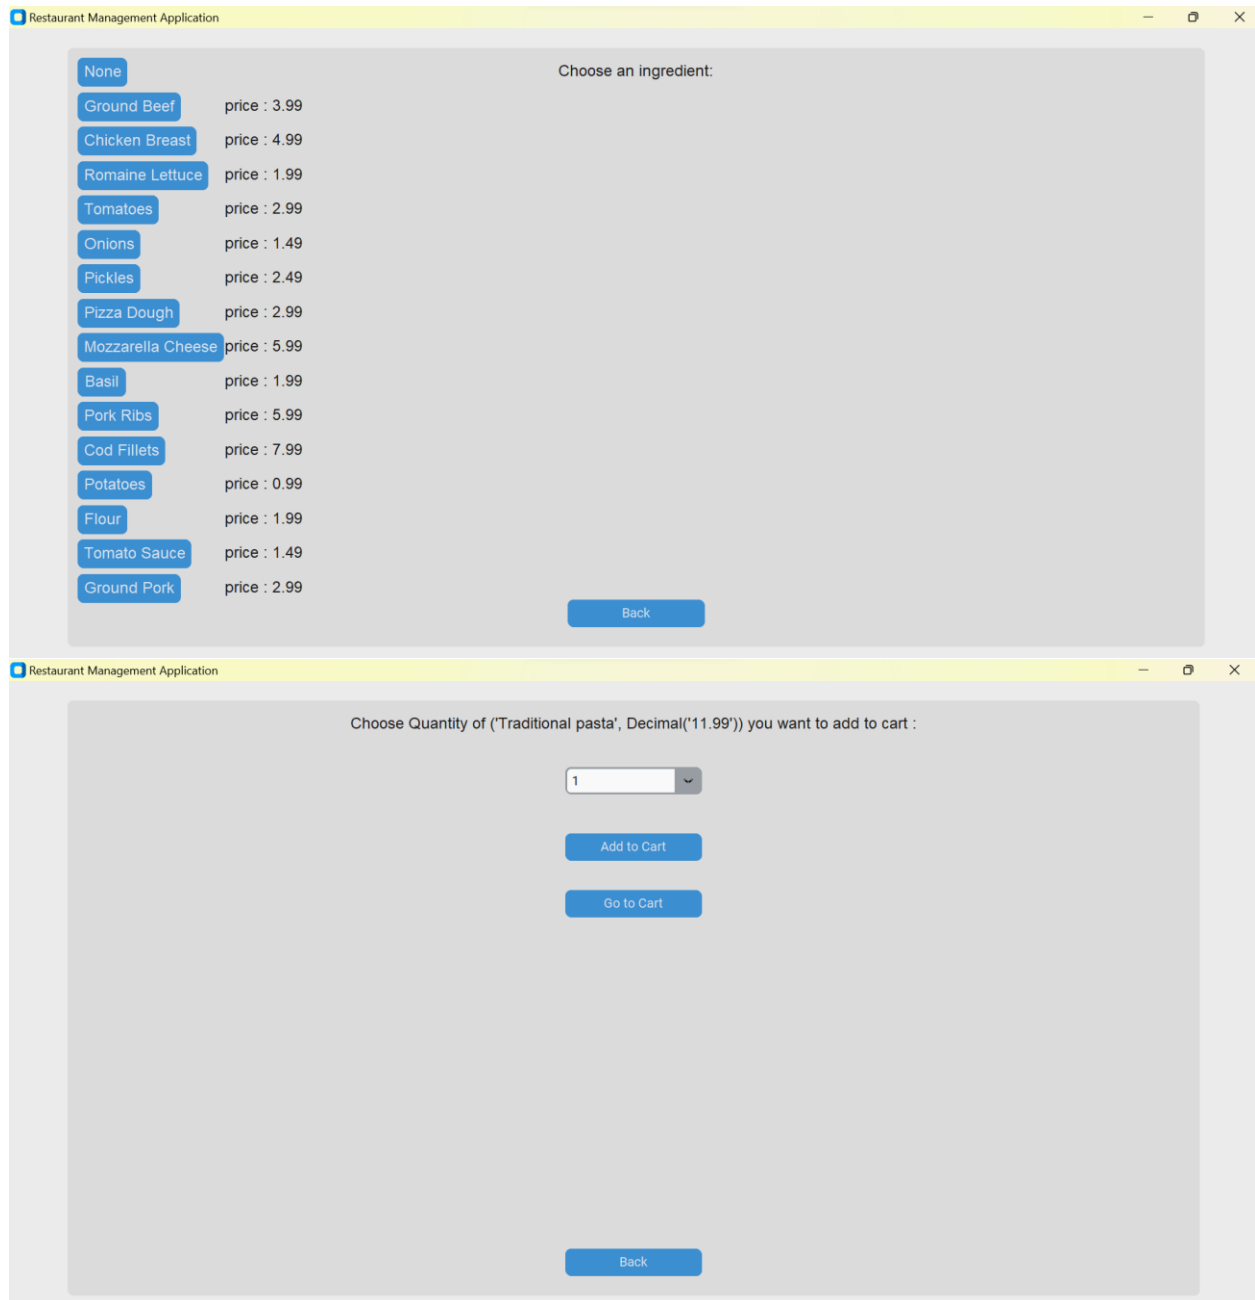 Restaurant Management Application
None
Choose an ingredient:
Ground Beef price : 3.99
Chicken Breast price : 4.99
Romaine Lettuce price : 1.99
Tomatoes price : 2.99
Onions price : 1.49
Pickles price : 2.49
Pizza Dough price : 2.99
Mozzarella Cheese price : 5.99
Basil price : 1.99
Pork Ribs price : 5.99
Cod Fillets price : 7.99
Potatoes price : 0.99
Flour price : 1.99
Tomato Sauce price : 1.49
Ground Pork price : 2.99
Back
Restaurant Management Application
Choose Quantity of ('Traditional pasta', Decimal('11.99')) you want to add to cart :
1
Add to Cart
Go to Cart
Back